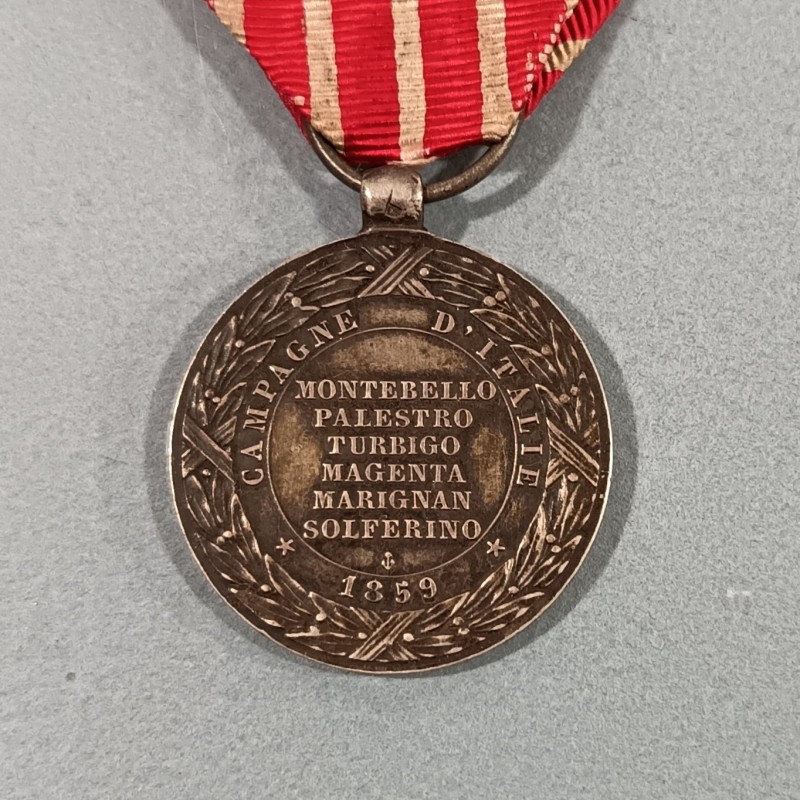 CAMPAGNE D'ITALIE
MONTEBELLO
PALESTRO
TURBIGO
MAGENTA
MARIGNAN
SOLFERINO
1859